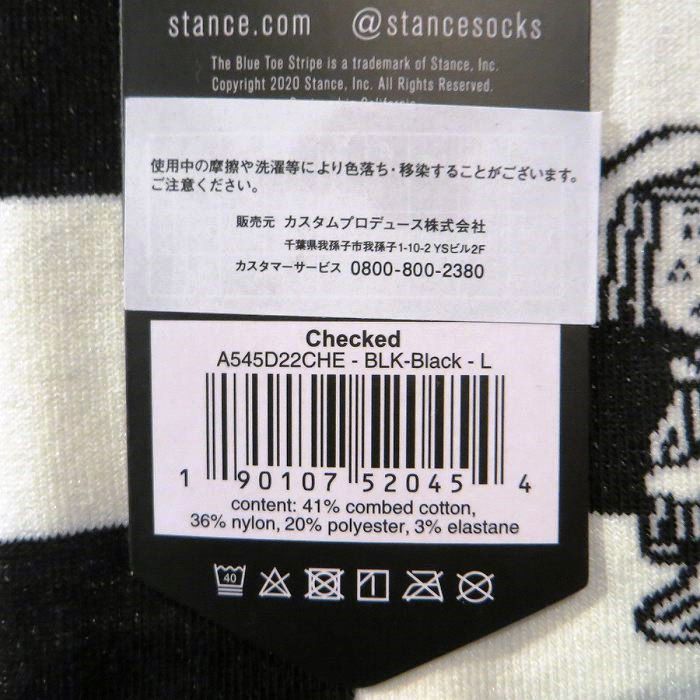 stance.com @stancesocks
The Blue Toe Stripe is a trademark of Stance, Inc.
Copyright 2020 Stance, Inc. All Rights Reserved.
使用中の摩擦や洗濯等により色落ち・移染することがございます。
ご注意ください。
販売元 カスタムプロデュース株式会社
千葉県我孫子市我孫子1-10-2 YSビル2F
カスタマーサービス 0800-800-2380
Checked
A545D22CHE - BLK-Black - L
1 90107 52045 4
content: 41% combed cotton,
36% nylon, 20% polyester, 3% elastane
40